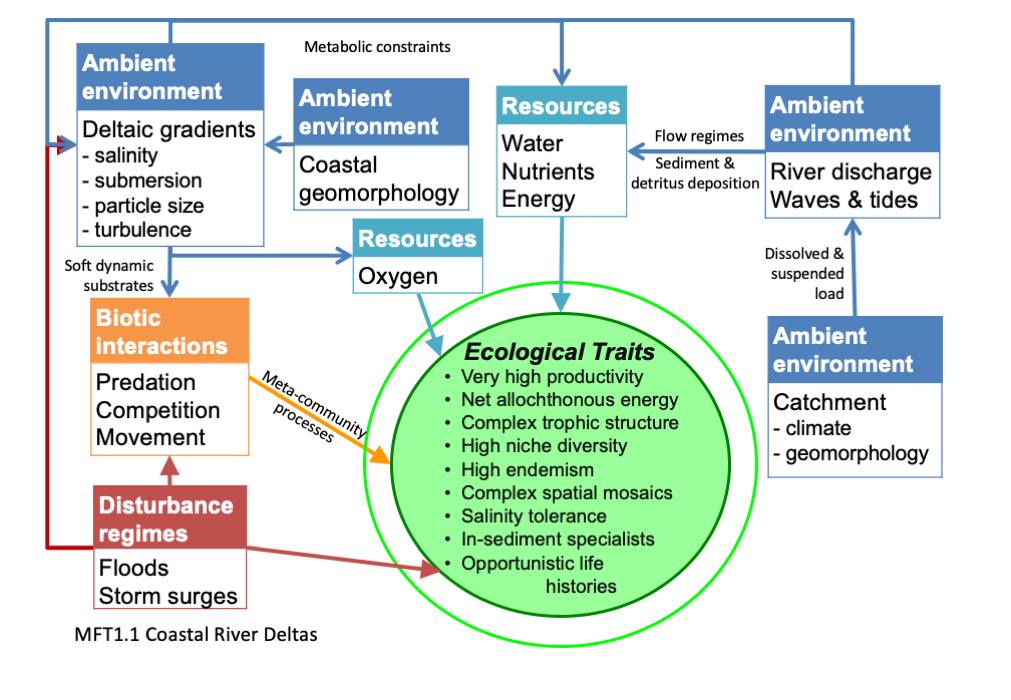 Metabolic constraints
Ambient
environment
Deltaic gradients
- salinity
- submersion
- particle size
- turbulence
Ambient
environment
Coastal
geomorphology
Resources
Water
Nutrients
Energy
Flow regimes
Sediment &
detritus deposition
Ambient
environment
River discharge
Waves & tides
Resources
Oxygen
Soft dynamic
substrates
Dissolved &
suspended
load
Biotic
interactions
Predation
Competition
Movement
Meta-community
processes
Ambient
environment
Catchment
- climate
- geomorphology
Ecological Traits
• Very high productivity
• Net allochthonous energy
• Complex trophic structure
• High niche diversity
• High endemism
• Complex spatial mosaics
• Salinity tolerance
• In-sediment specialists
• Opportunistic life
histories
Disturbance
regimes
Floods
Storm surges
MFT1.1 Coastal River Deltas